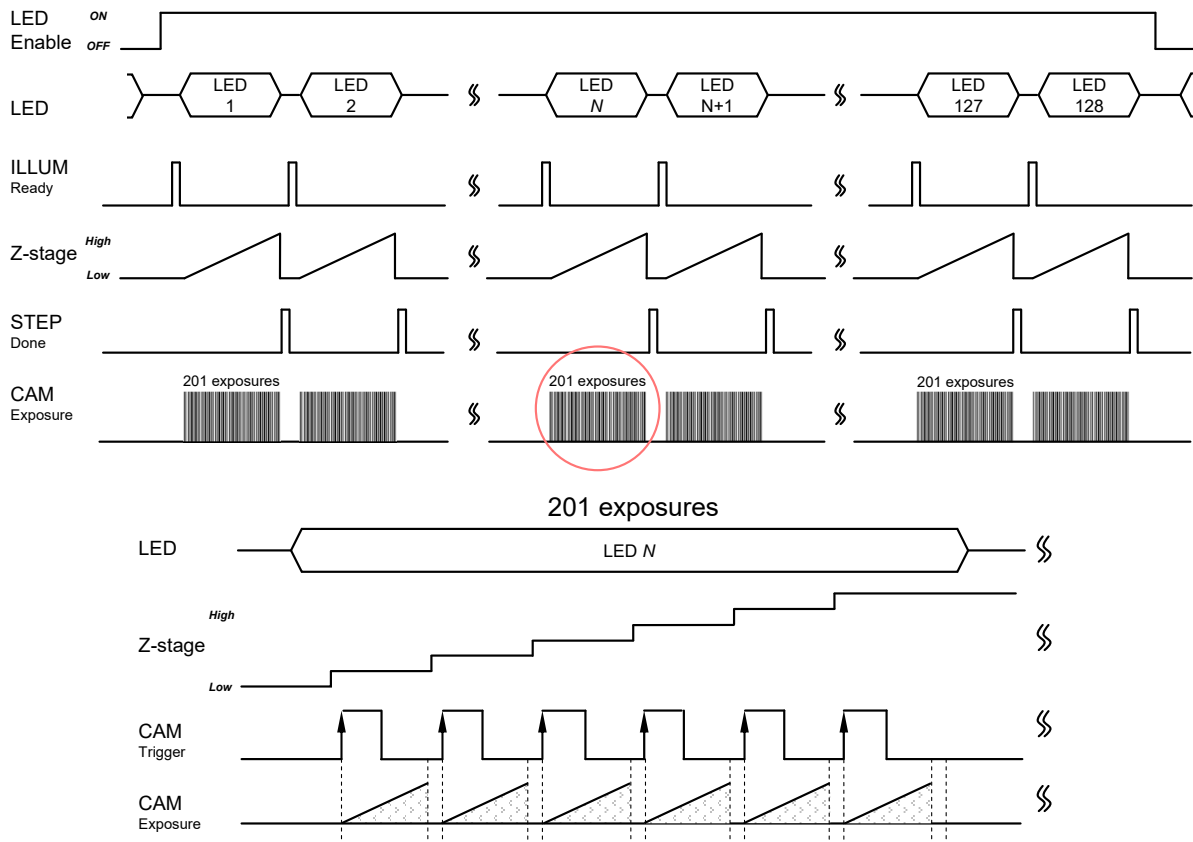 LED ON
Enable OFF
LED
LED 1
LED 2
LED N
LED N+1
LED 127
LED 128
ILLUM
Ready
Z-stage High
Low
STEP
Done
CAM
Exposure
201 exposures
201 exposures
201 exposures
201 exposures
LED
LED N
High
Z-stage
Low
CAM
Trigger
CAM
Exposure